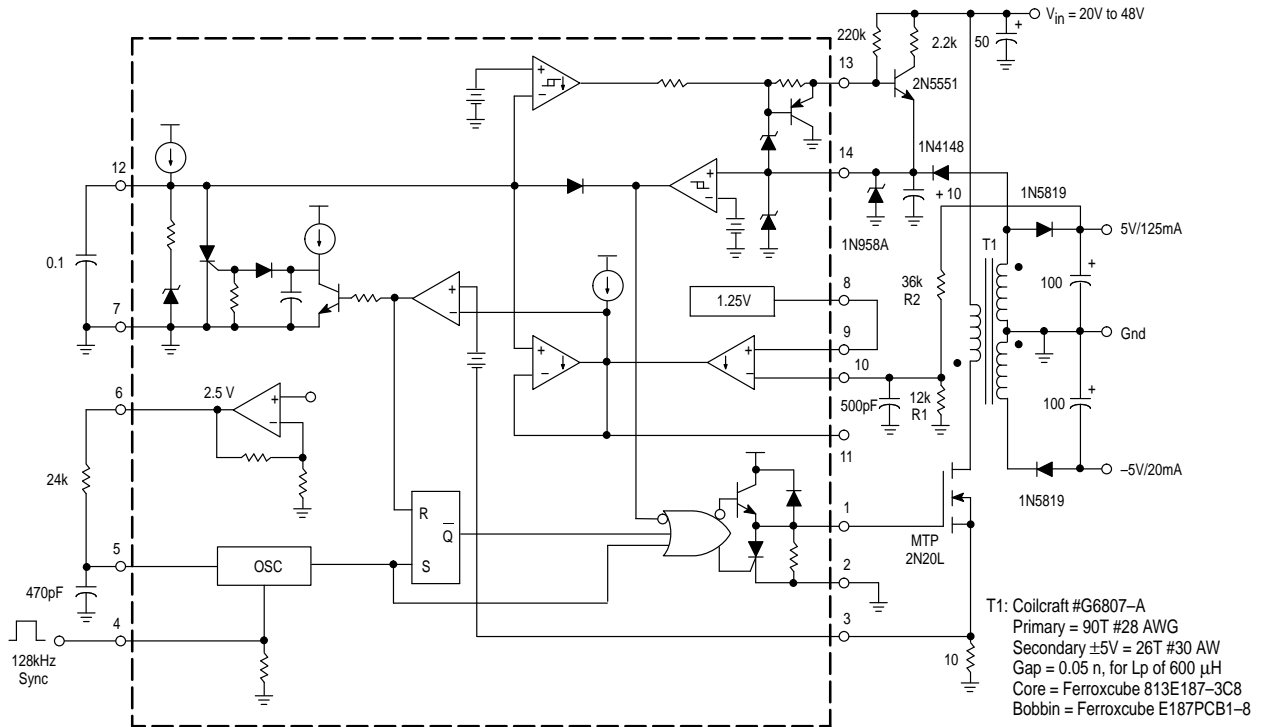 V_in = 20V to 48V
220k
2.2k
50
+
13
2N5551
+
−
12
14
1N4148
+
−
+ 10
1N5819
1N958A
5V/125mA
T1
0.1
36k
R2
100
+
8
1.25V
7
+
−
9
Gnd
+
−
+
−
10
6
2.5 V
+
−
500pF
12k
R1
100
+
11
24k
−5V/20mA
1N5819
R
Q
S
1
MTP
2N20L
5
OSC
2
470pF
4
3
128kHz
Sync
10
T1: Coilcraft #G6807–A
Primary = 90T #28 AWG
Secondary ±5V = 26T #30 AW
Gap = 0.05 n, for Lp of 600 µH
Core = Ferroxcube 813E187–3C8
Bobbin = Ferroxcube E187PCB1–8